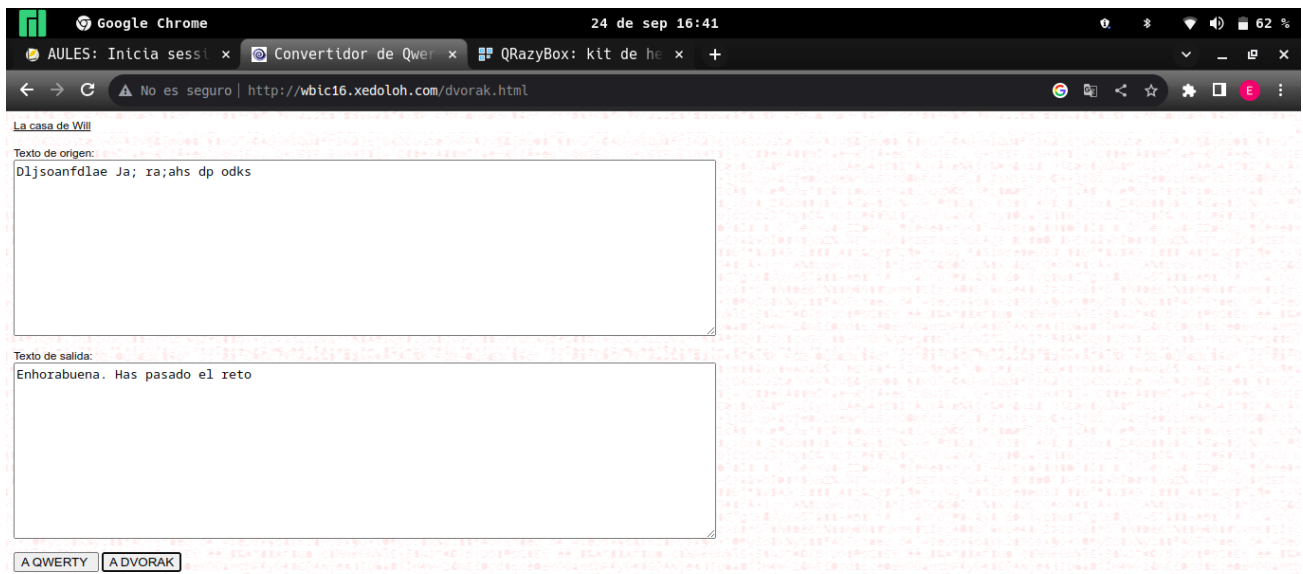 Google Chrome 24 de sep 16:41 62 %
AULES: Inicia sessi Convertidor de Qwer QRazyBox: kit de he
No es seguro http://wbic16.xedoloh.com/dvorak.html E
La casa de Will
Texto de origen:
Dljsoanfdlae Ja; ra;ahs dp odks
Texto de salida:
Enhorabuena. Has pasado el reto
A QWERTY A DVORAK